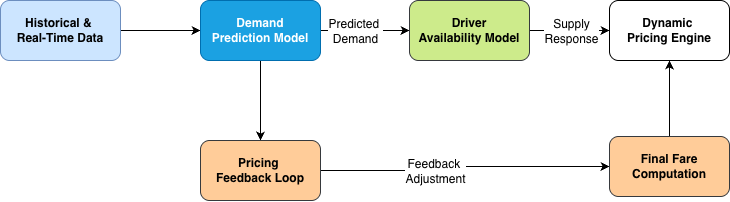 Historical &
Real-Time Data
Demand
Prediction Model
Predicted
Demand
Driver
Availability Model
Supply
Response
Dynamic
Pricing Engine
Pricing
Feedback Loop
Feedback
Adjustment
Final Fare
Computation